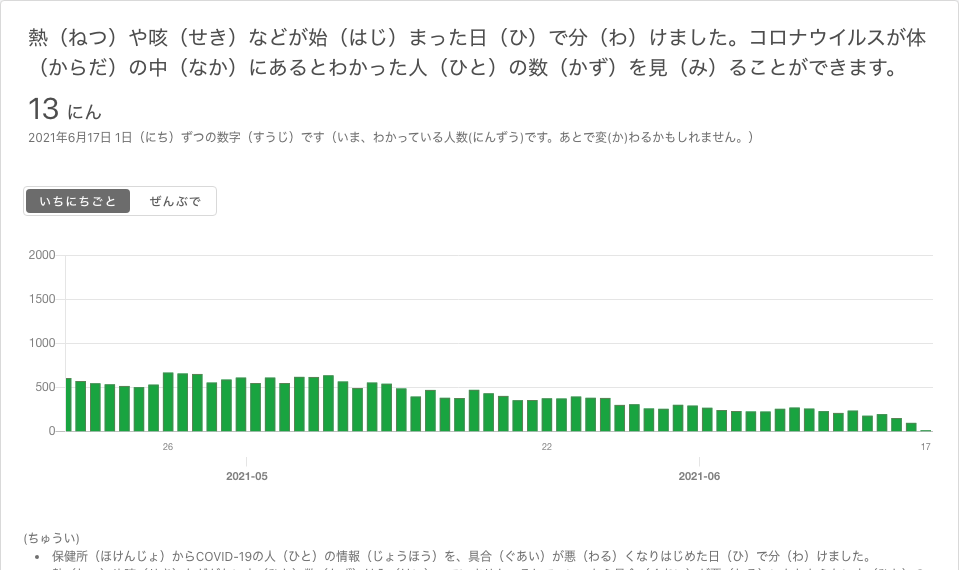 熱（ねつ）や咳（せき）などが始（はじ）まった日（ひ）で分（わ）けました。コロナウイルスが体
（からだ）の中（なか）にあるとわかった人（ひと）の数（かず）を見（み）ることができます。
13 にん
2021年6月17日 1日（にち）ずつの数字（すうじ）です（いま、わかっている人数(にんずう)です。あとで変(か)わるかもしれません。）
いちにちごと ぜんぶで
2000
1500
1000
500
0
26 22 17
2021-05 2021-06
(ちゅうい)
• 保健所（ほけんじょ）からCOVID-19の人（ひと）の情報（じょうほう）を、具合（ぐあい）が悪（わる）くなりはじめた日（ひ）で分（わ）けました。